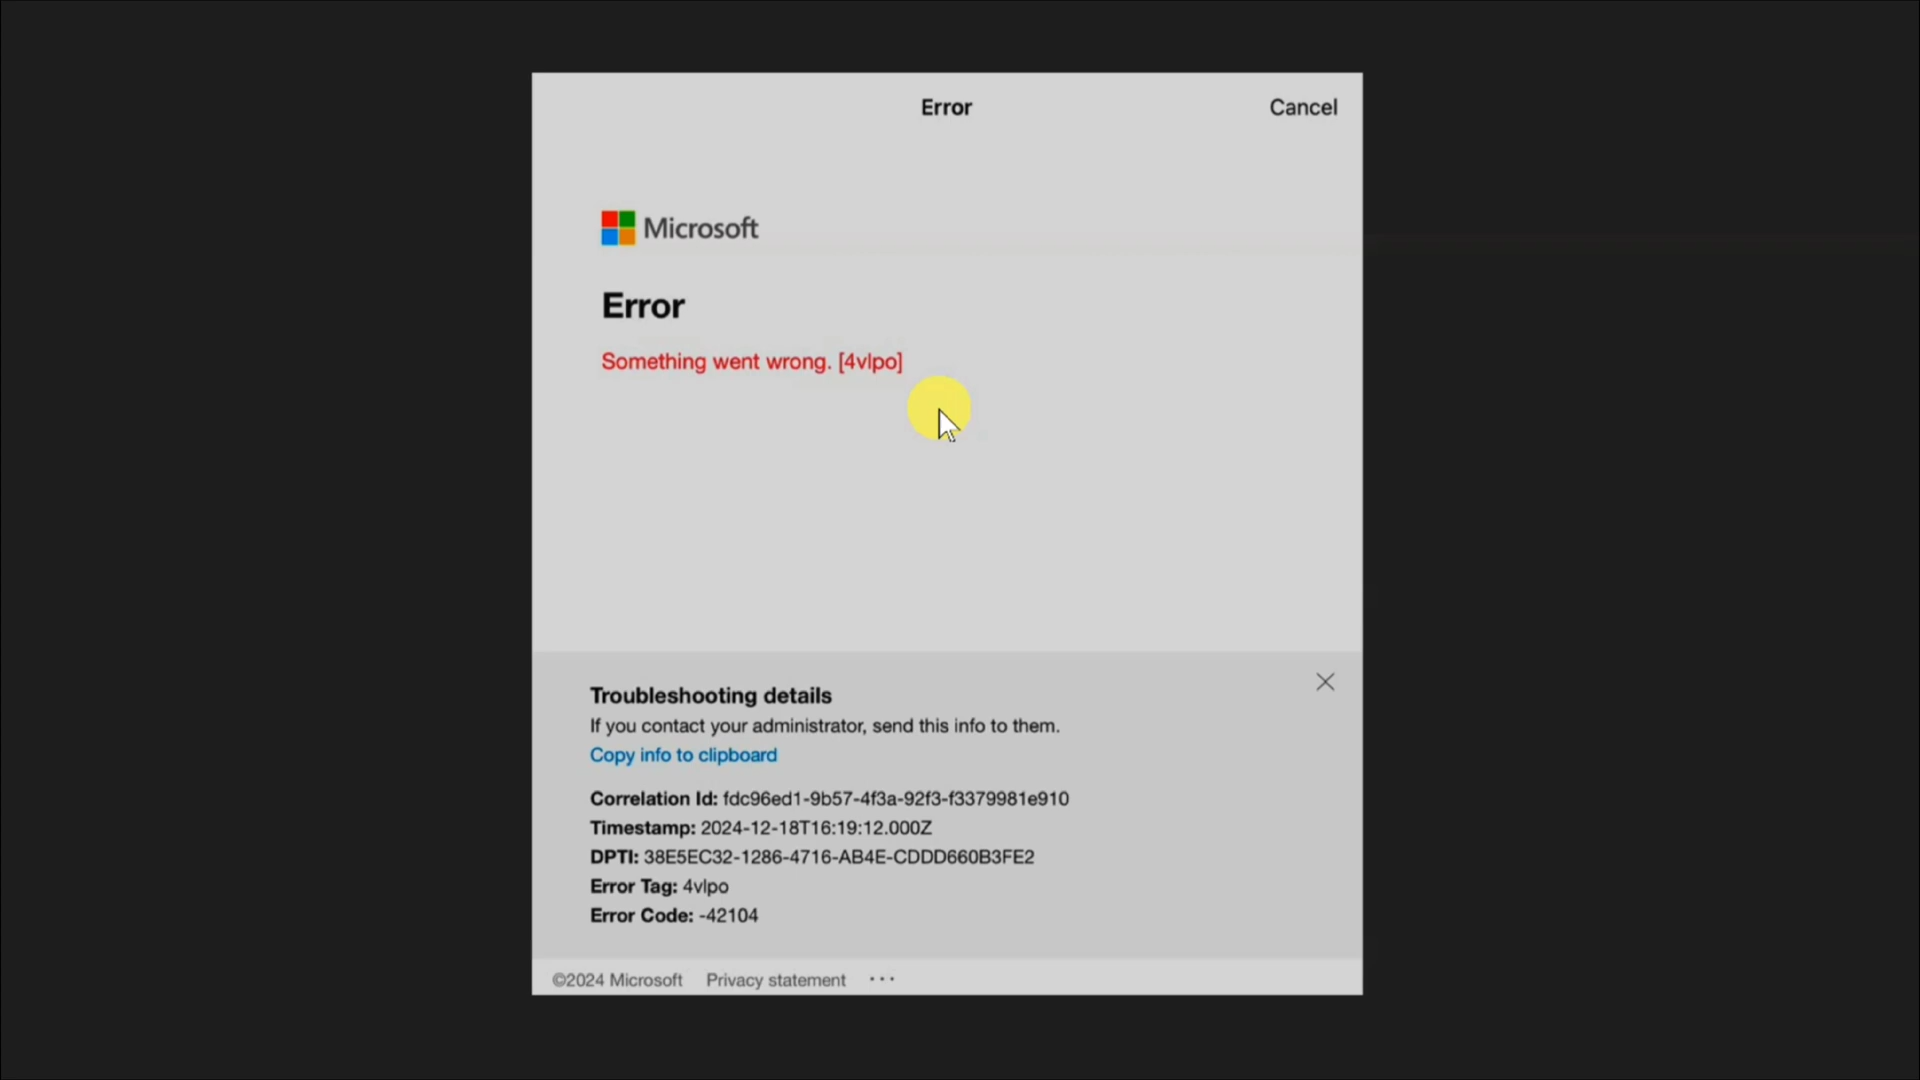 Error
Cancel
Microsoft
Error
Something went wrong. [4vlpo]
Troubleshooting details
If you contact your administrator, send this info to them.
Copy info to clipboard
Correlation Id: fdc96ed1-9b57-4f3a-92f3-f3379981e910
Timestamp: 2024-12-18T16:19:12.000Z
DPTI: 38E5EC32-1286-4716-AB4E-CDDD660B3FE2
Error Tag: 4vlpo
Error Code: -42104
©2024 Microsoft Privacy statement ···